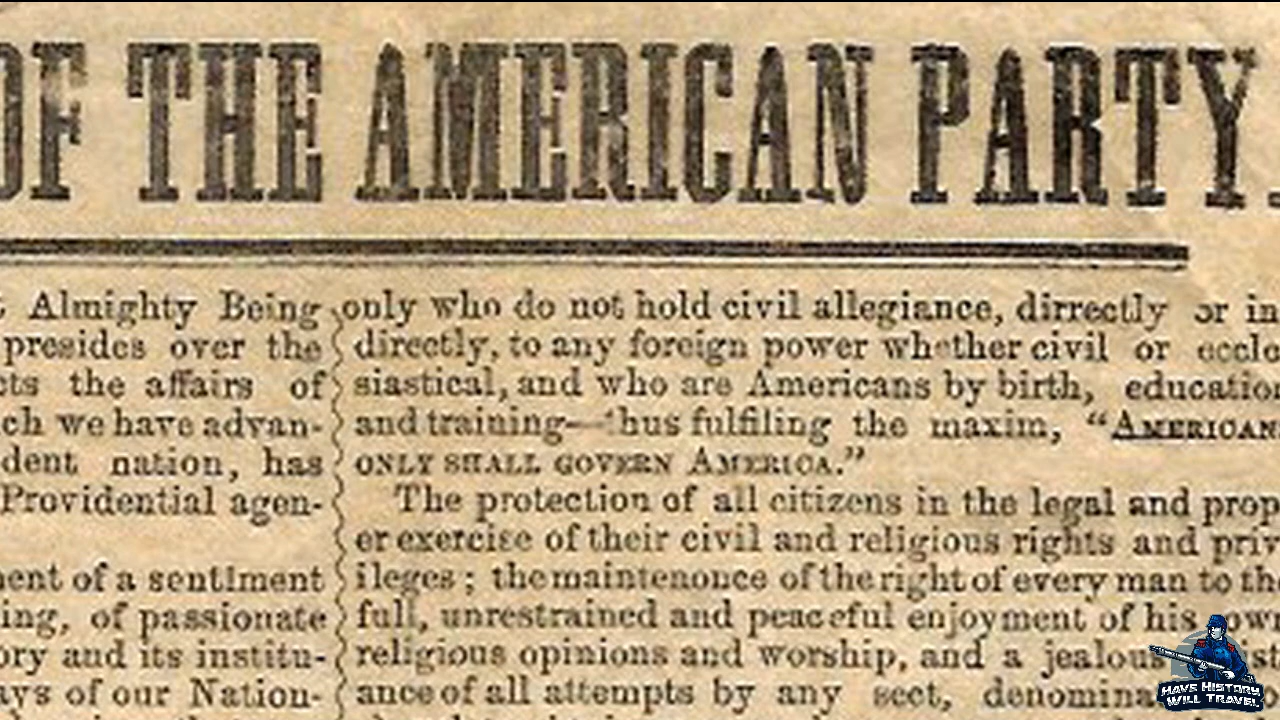 OF THE AMERICAN PARTY.
Almighty Being
presides over the
cts the affairs of
ch we have advan-
dent nation, has
Providential agen-
ent of a sentiment
ing, of passionate
ory and its institu-
ays of our Nation-
only who do not hold civil allegiance, dirrectly or in
directly, to any foreign power whether civil or eccle
siastical, and who are Americans by birth, education
and training—thus fulfiling the maxim, “AMERICANS
ONLY SHALL GOVERN AMERICA.”
The protection of all citizens in the legal and prop
er exercise of their civil and religious rights and priv
ileges; the maintenonce of the right of every man to the
full, unrestrained and peaceful enjoyment of his own
religious opinions and worship, and a jealous
ance of all attempts by any sect, denomina
HAVE HISTORY
WILL TRAVEL